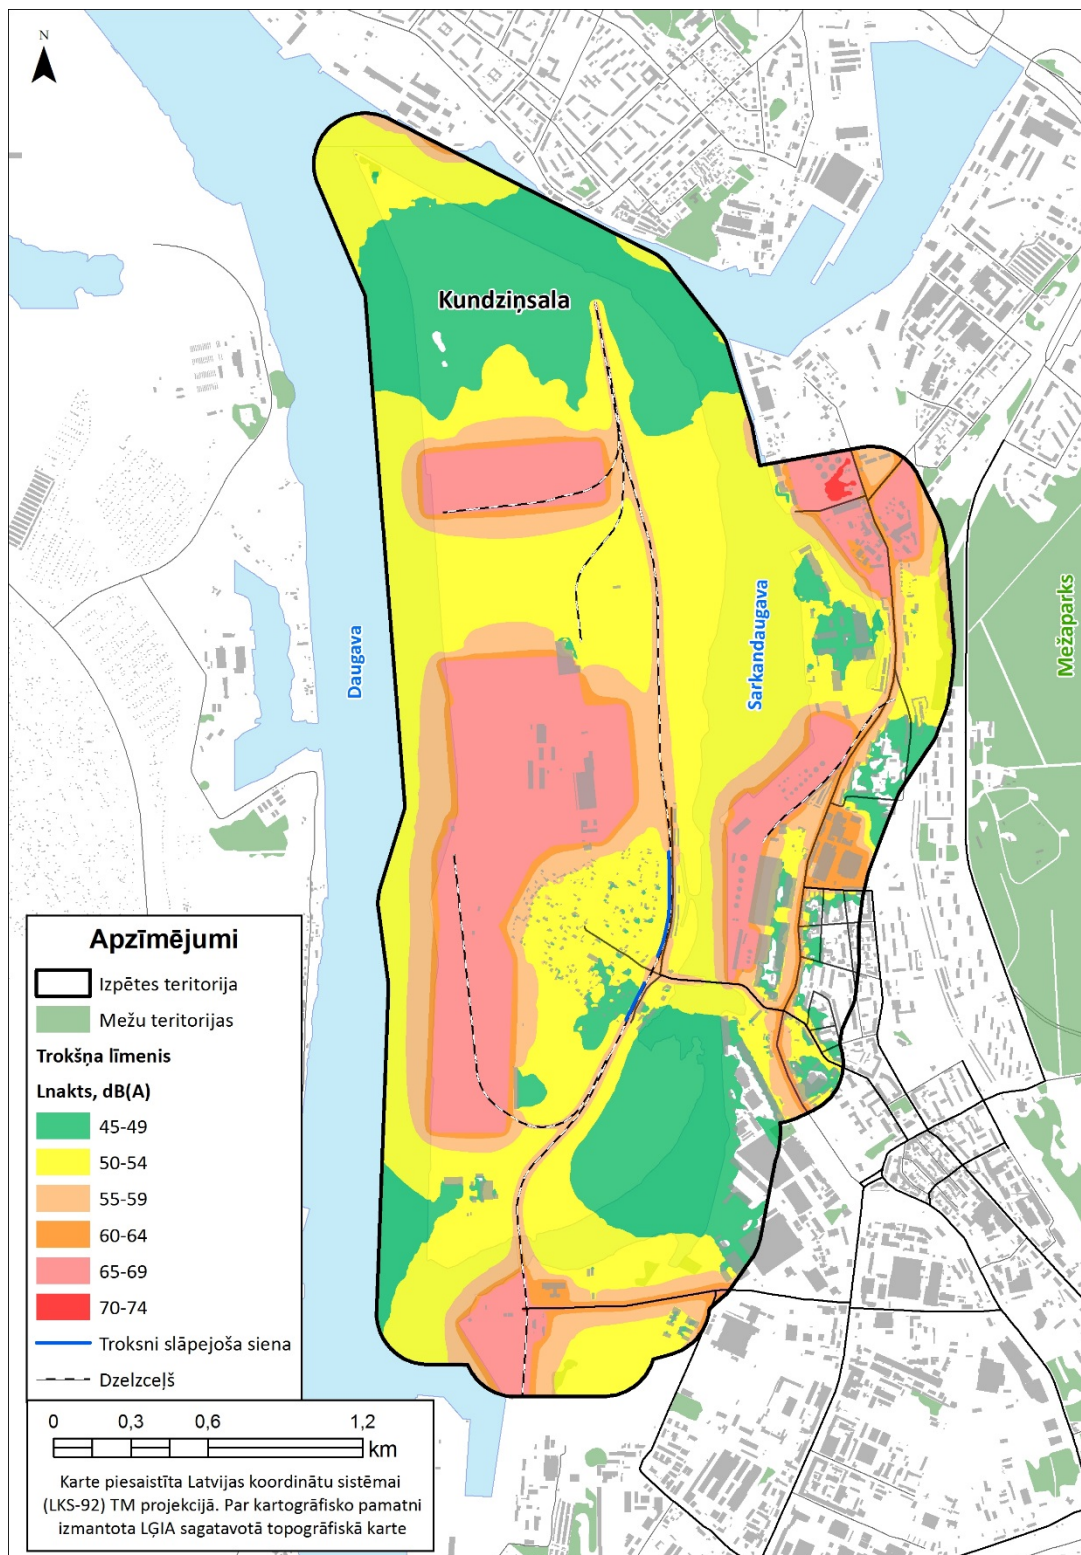 N
Kundziņsala
Daugava
Sarkandaugava
Mežaparks
Apzīmējumi
Izpētes teritorija
Mežu teritorijas
Trokšņa līmenis
Lnakts, dB(A)
45-49
50-54
55-59
60-64
65-69
70-74
Troksni slāpejoša siena
Dzelzceļš
0 0,3 0,6 1,2
km
Karte piesaistīta Latvijas koordinātu sistēmai
(LKS-92) TM projekcijā. Par kartogrāfisko pamatni
izmantota LĢIA sagatavotā topogrāfiskā karte